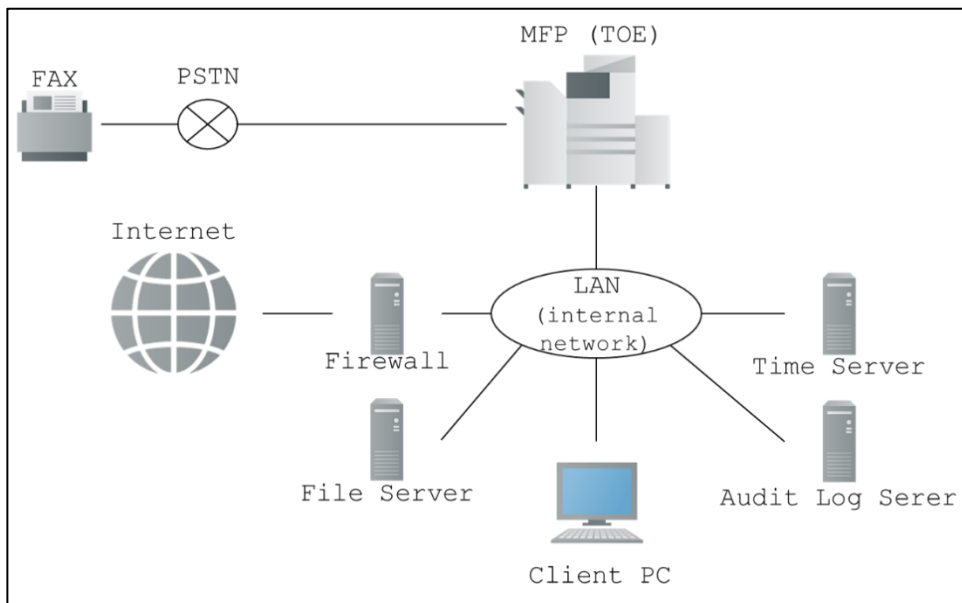 MFP (TOE)
FAX
PSTN
Internet
LAN
(internal
network)
Firewall
Time Server
File Server
Audit Log Serer
Client PC